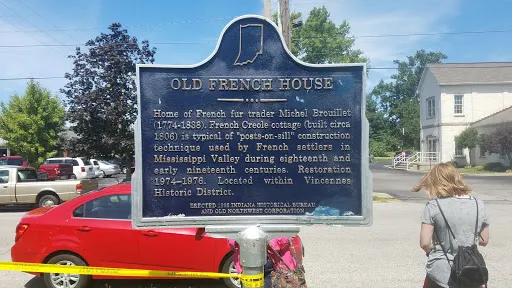 OLD FRENCH HOUSE
Home of French fur trader Michel Brouillet
(1774-1838). French Creole cottage (built circa
1806) is typical of "posts-on-sill" construction
technique used by French settlers in
Mississippi Valley during eighteenth and
early nineteenth centuries. Restoration
1974-1976. Located within Vincennes
Historic District.
ERECTED 1995 INDIANA HISTORICAL BUREAU
AND OLD NORTHWEST CORPORATION